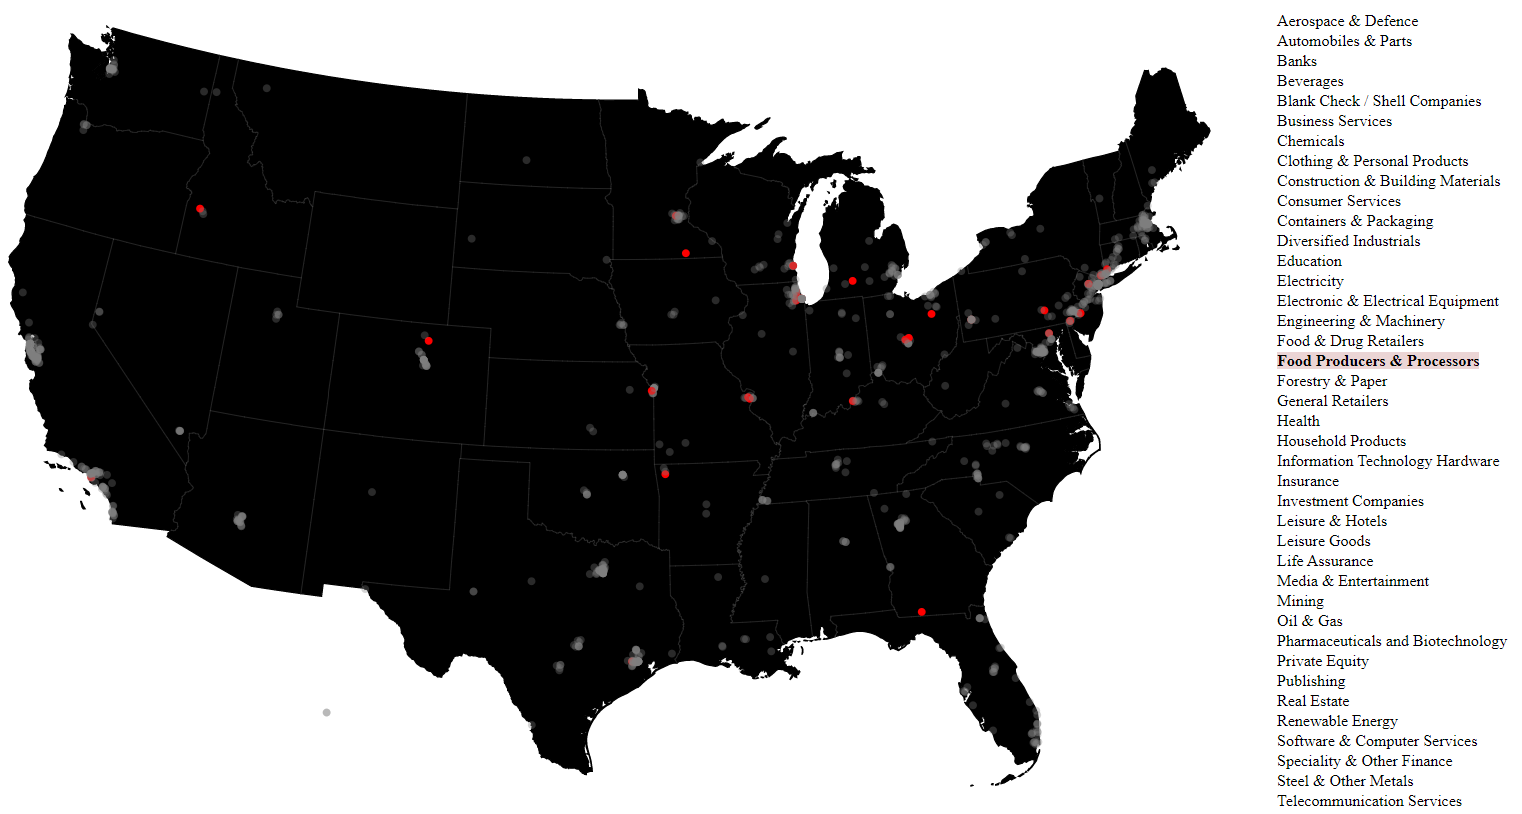 Aerospace & Defence
Automobiles & Parts
Banks
Beverages
Blank Check / Shell Companies
Business Services
Chemicals
Clothing & Personal Products
Construction & Building Materials
Consumer Services
Containers & Packaging
Diversified Industrials
Education
Electricity
Electronic & Electrical Equipment
Engineering & Machinery
Food & Drug Retailers
Food Producers & Processors
Forestry & Paper
General Retailers
Health
Household Products
Information Technology Hardware
Insurance
Investment Companies
Leisure & Hotels
Leisure Goods
Life Assurance
Media & Entertainment
Mining
Oil & Gas
Pharmaceuticals and Biotechnology
Private Equity
Publishing
Real Estate
Renewable Energy
Software & Computer Services
Speciality & Other Finance
Steel & Other Metals
Telecommunication Services